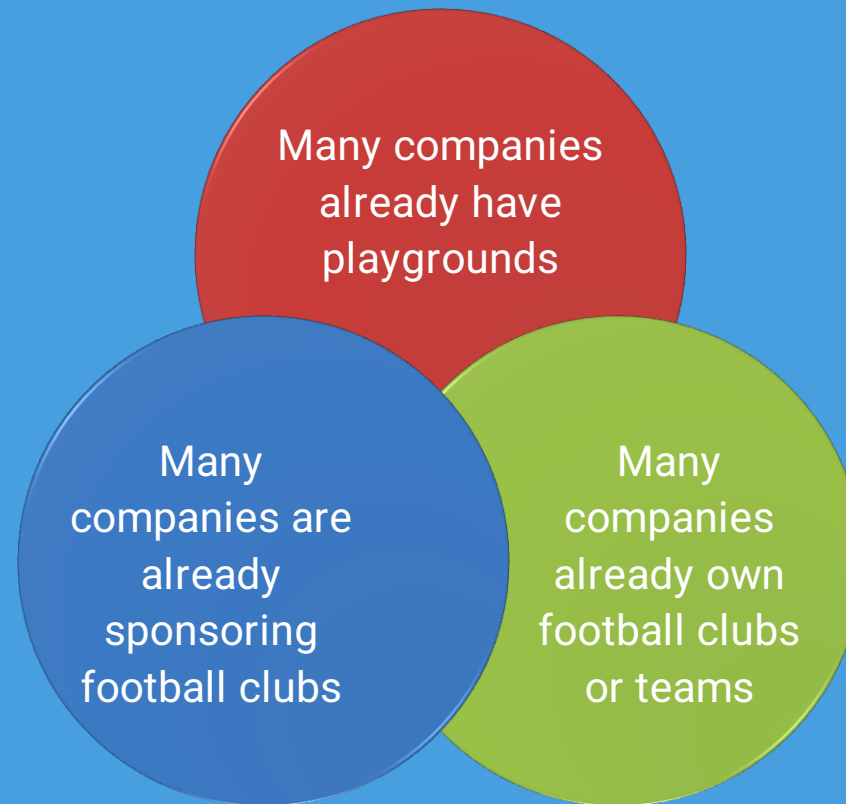 Many companies
already have
playgrounds
Many
companies are
already
sponsoring
football clubs
Many
companies
already own
football clubs
or teams